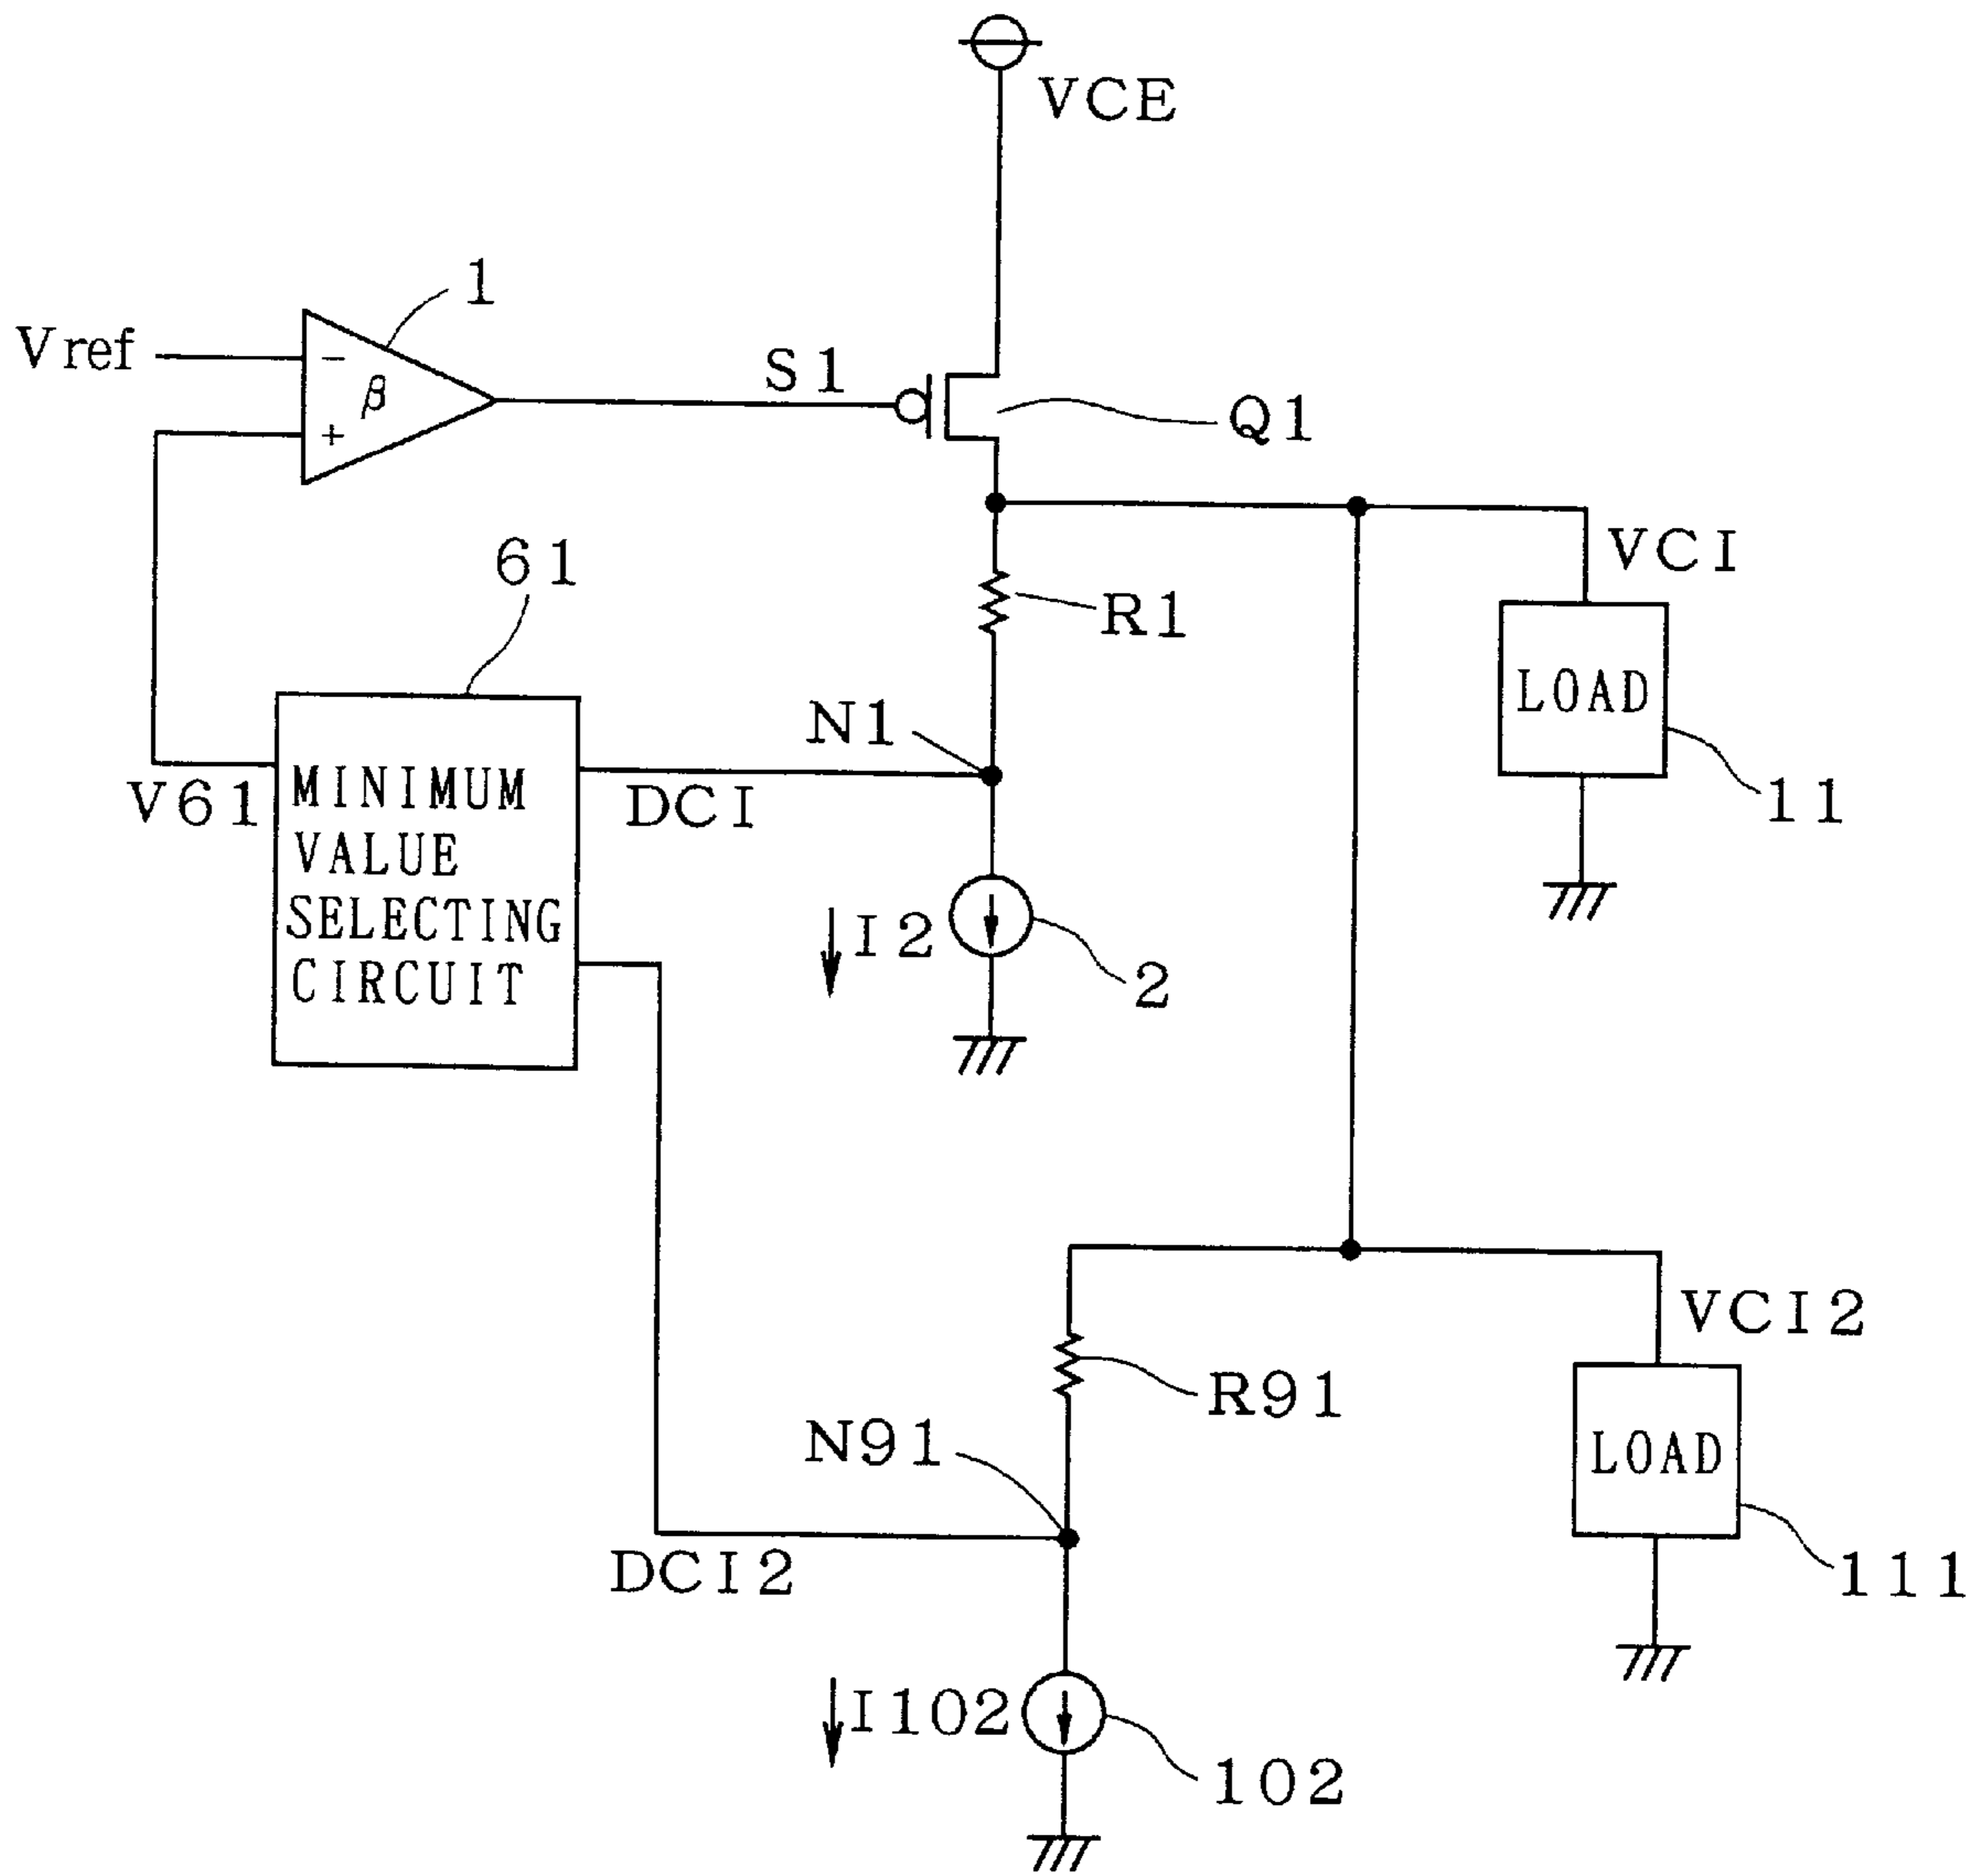 VCE
1
Vref
−
β
+
S1
Q1
VCI
61
R1
LOAD
N1
11
V61
MINIMUM
VALUE
SELECTING
CIRCUIT
DCI
I2
2
VCI2
R91
N91
LOAD
DCI2
111
I102
102